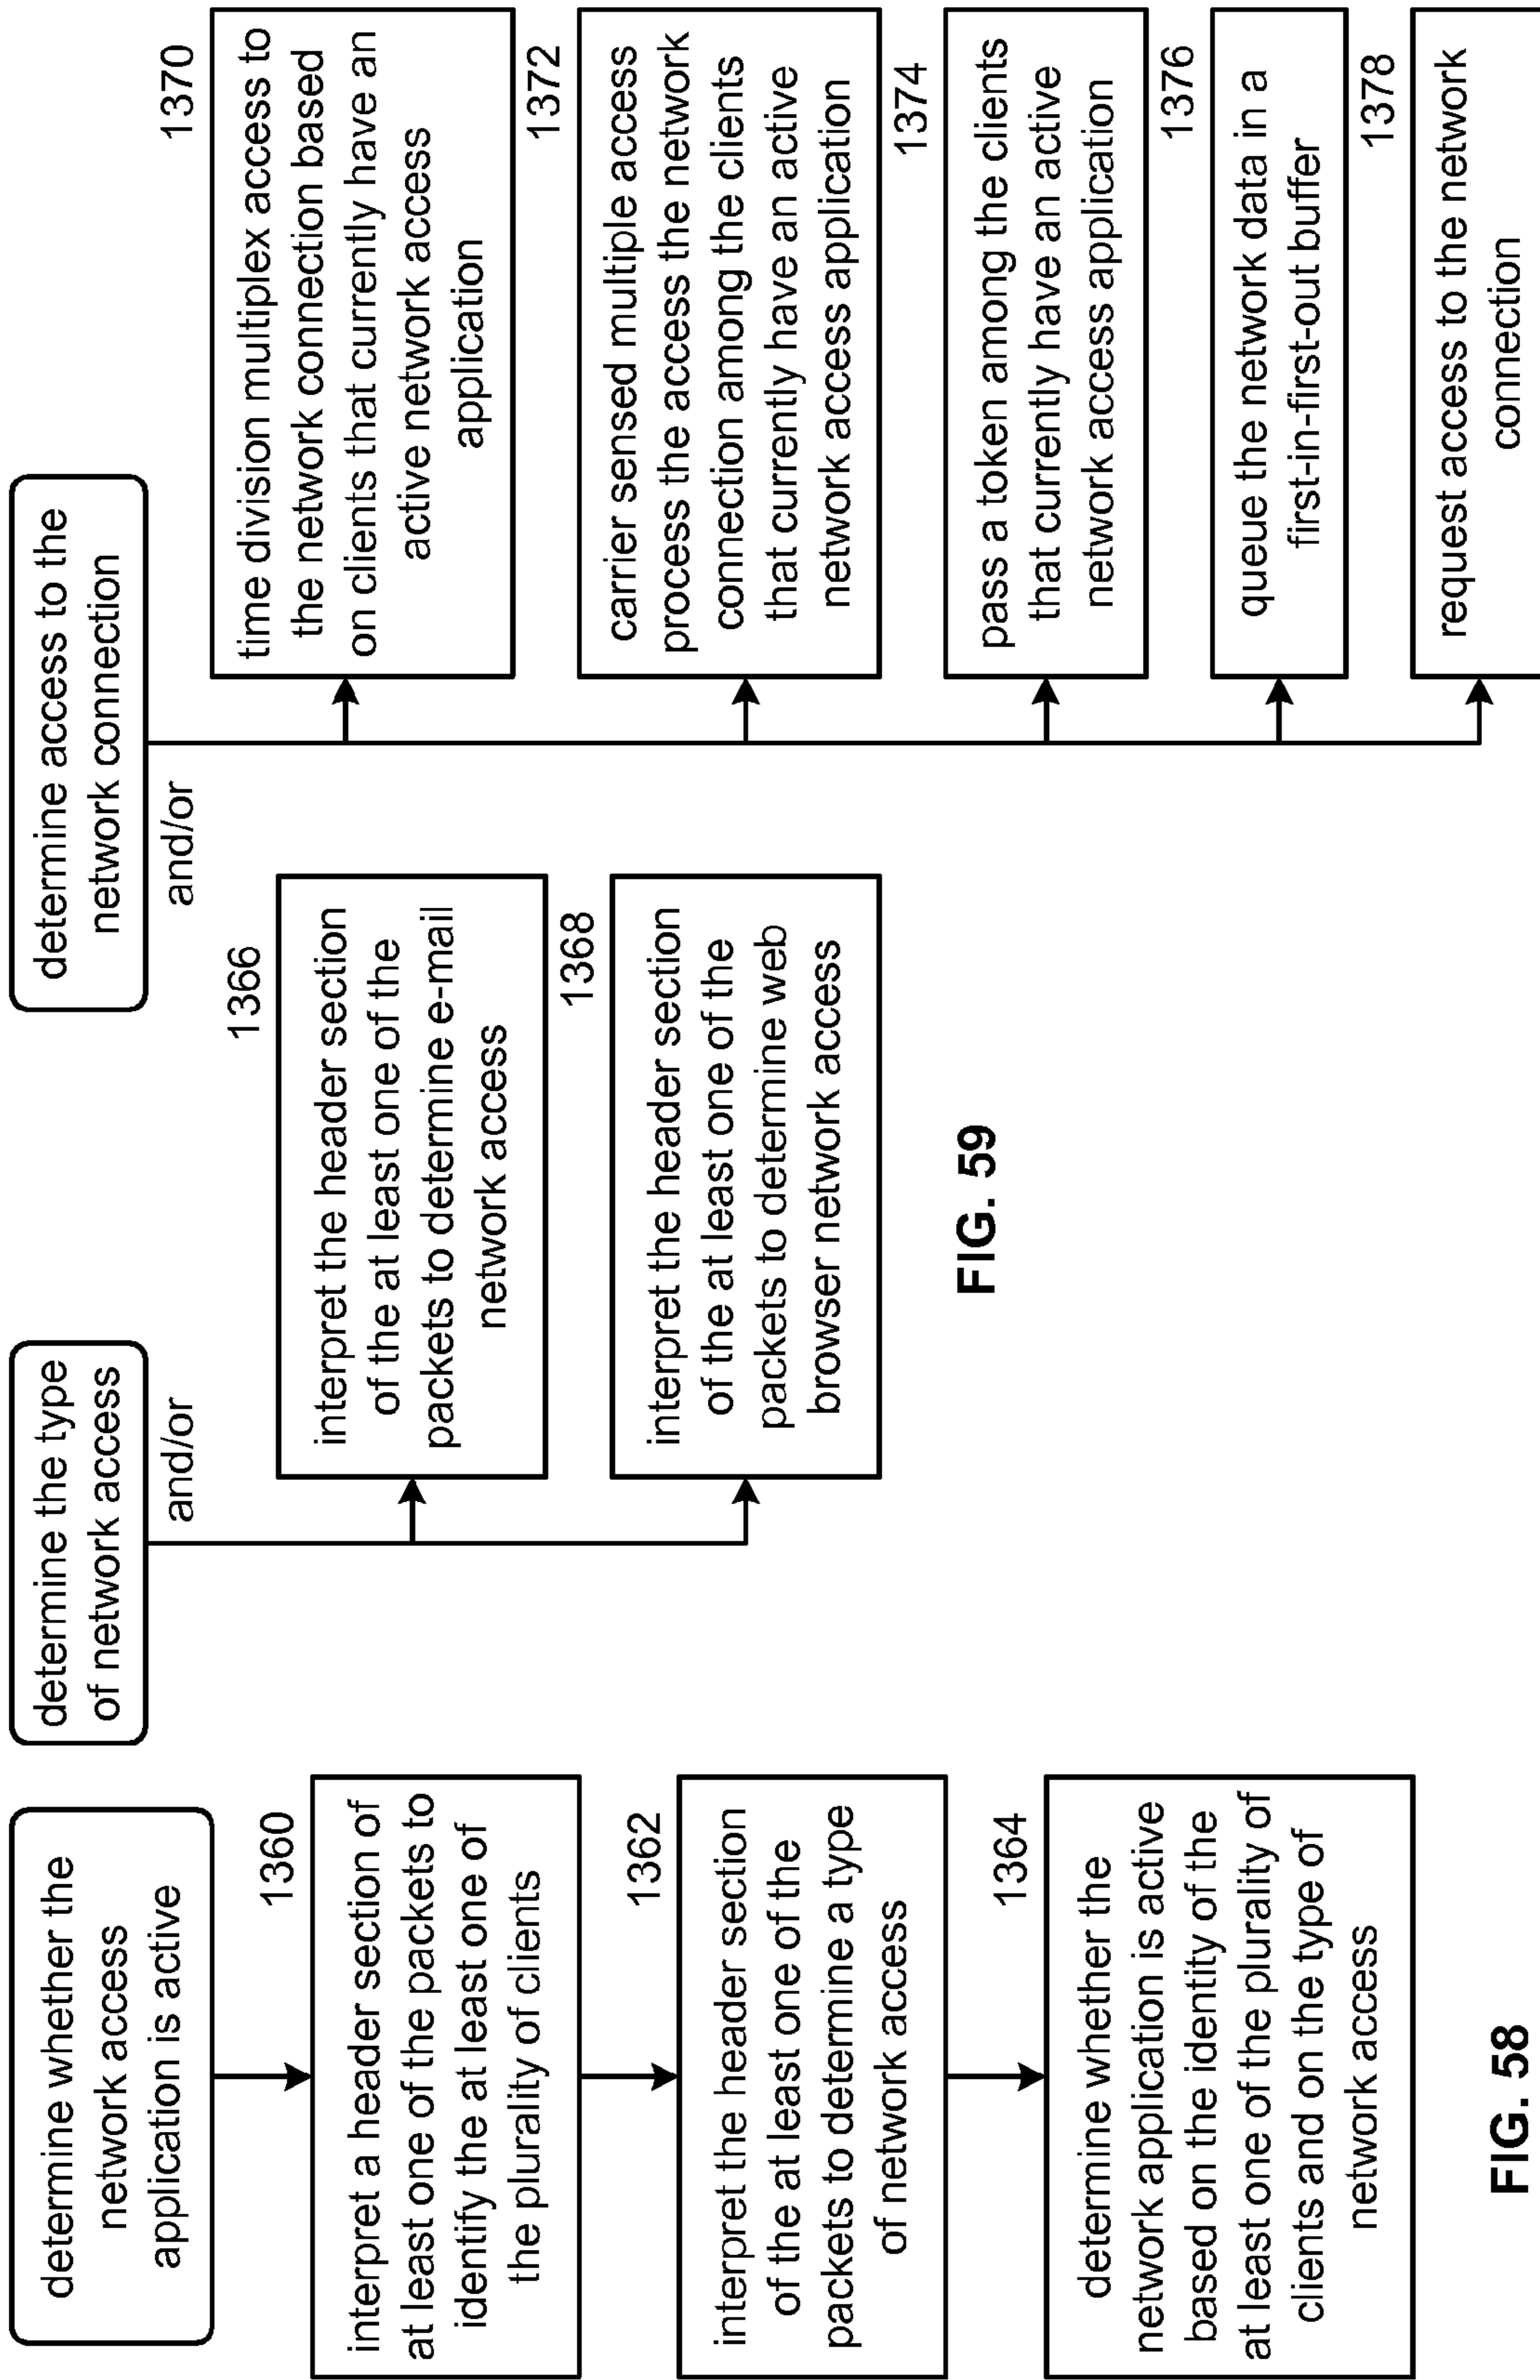 determine whether the
network access
application is active
1360
interpret a header section of
at least one of the packets to
identify the at least one of
the plurality of clients
1362
interpret the header section
of the at least one of the
packets to determine a type
of network access
1364
determine whether the
network application is active
based on the identity of the
at least one of the plurality of
clients and on the type of
network access
FIG. 58
determine the type
of network access
and/or
1366
interpret the header section
of the at least one of the
packets to determine e-mail
network access
1368
interpret the header section
of the at least one of the
packets to determine web
browser network access
FIG. 59
determine access to the
network connection
and/or
1370
time division multiplex access to
the network connection based
on clients that currently have an
active network access
application
1372
carrier sensed multiple access
process the access the network
connection among the clients
that currently have an active
network access application
1374
pass a token among the clients
that currently have an active
network access application
1376
queue the network data in a
first-in-first-out buffer
1378
request access to the network
connection